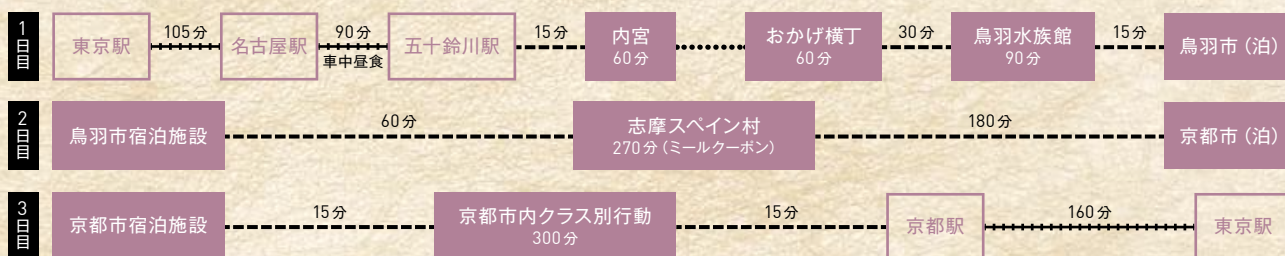 1日目
東京駅
105分
名古屋駅
90分
車中昼食
五十鈴川駅
15分
内宮
60分
おかげ横丁
60分
30分
鳥羽水族館
90分
15分
鳥羽市（泊）
2日目
鳥羽市宿泊施設
60分
志摩スペイン村
270分（ミールクーポン）
180分
京都市（泊）
3日目
京都市宿泊施設
15分
京都市内クラス別行動
300分
15分
京都駅
160分
東京駅